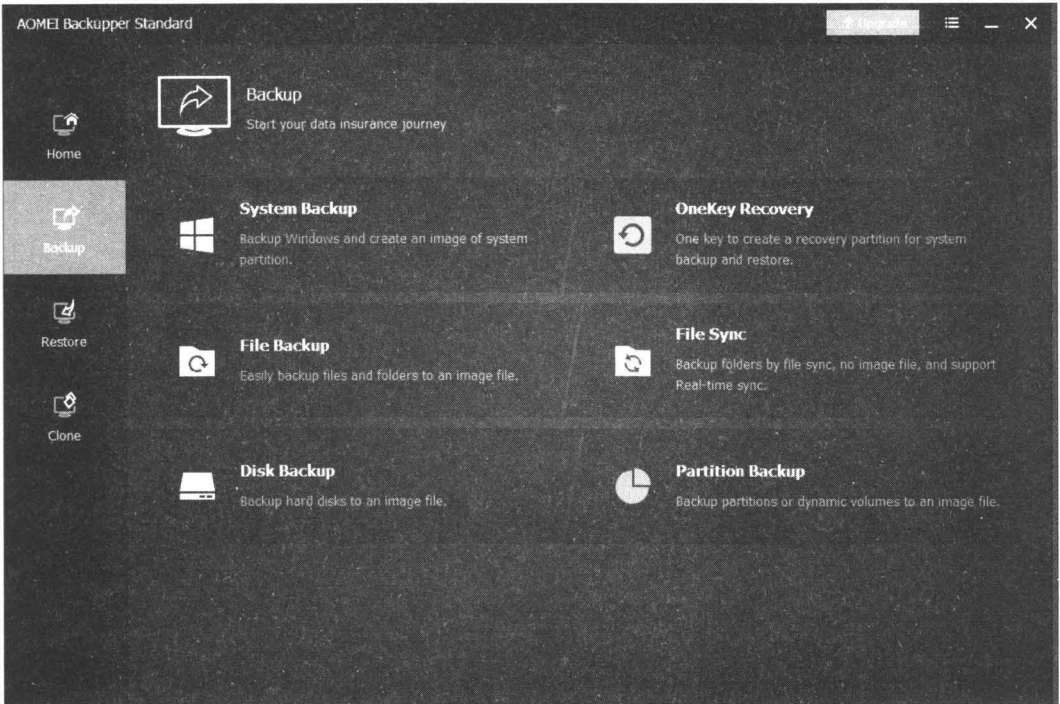 AOMEI Backupper Standard
Upgrade
Backup
Start your data insurance journey
Home
Backup
Restore
Clone
System Backup
Backup Windows and create an image of system
partition.
OneKey Recovery
One key to create a recovery partition for system
backup and restore.
File Backup
Easily backup files and folders to an image file.
File Sync
Backup folders by file sync, no image file, and support
Real-time sync.
Disk Backup
Backup hard disks to an image file.
Partition Backup
Backup partitions or dynamic volumes to an image file.